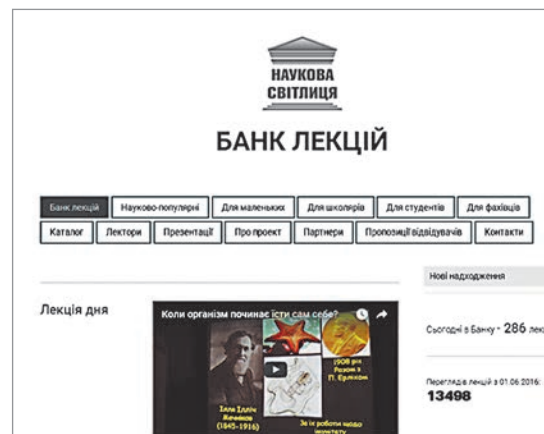 НАУКОВА
СВІТЛИЦЯ
БАНК ЛЕКЦІЙ
Банк лекцій Науково-популярні Для маленьких Для школярів Для студентів Для фахівців
Каталог Лектори Презентації Про проект Партнери Пропозиції відвідувачів Контакти
Нові надходження
Лекція дня
Коли організм починає їсти сам себе?
Сьогодні в Банку - 286 лек
1908 рік
Разом з
П. Ерліхом
Ілля Ілліч
Мечников
(1845-1916)
За їх роботи щодо
імунітету
Переглядів лекцій з 01.06.2016:
13498